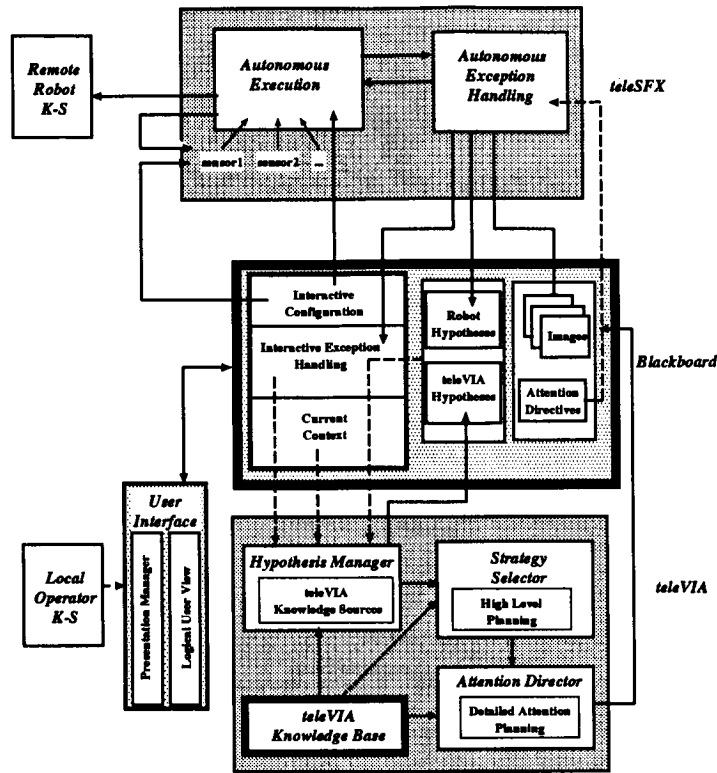 Remote
Robot
K-S
Autonomous
Execution
Autonomous
Exception
Handling
teleSFX
sensor1
sensor2
...
Interactive
Configuration
Interactive Exception
Handling
Current
Context
Robot
Hypotheses
teleVIA
Hypotheses
Images
Attention
Directives
Blackboard
User
Interface
Presentation Manager
Logical User View
Local
Operator
K-S
Hypothesis Manager
teleVIA
Knowledge Sources
Strategy
Selector
High Level
Planning
teleVIA
Attention Director
Detailed Attention
Planning
teleVIA
Knowledge Base